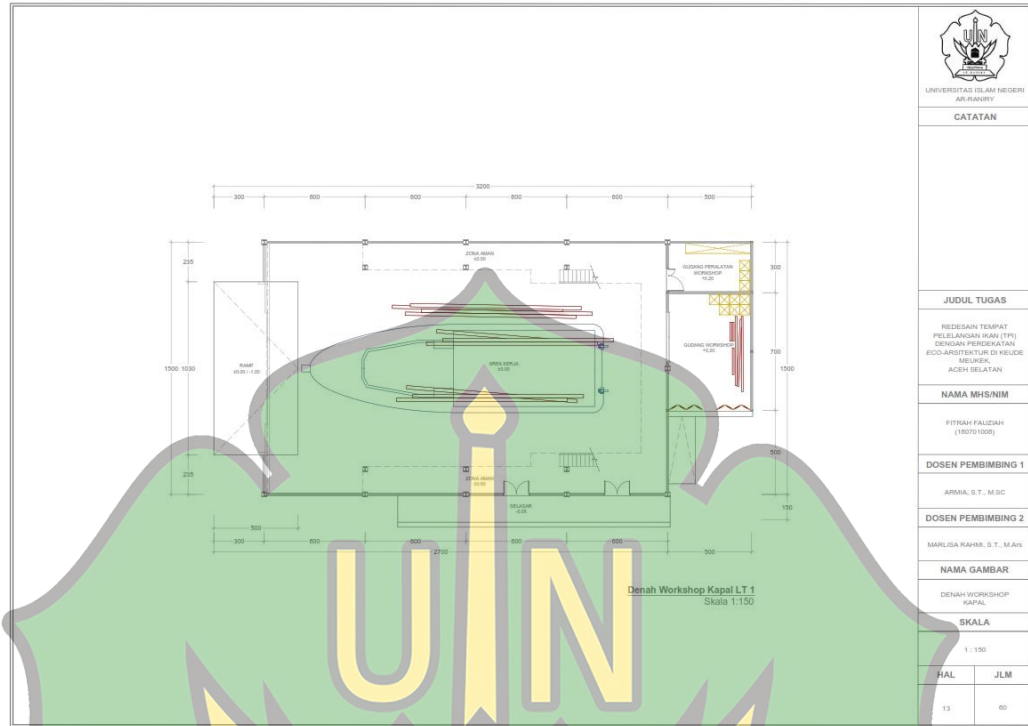 UIN
UNIVERSITAS ISLAM NEGERI
AR-RANIRY
CATATAN
JUDUL TUGAS
REDESAIN TEMPAT
PELELANGAN IKAN (TPI)
DENGAN PERDEKATAN
ECO-ARSITEKTUR DI KEUDE
MEUKEK,
ACEH SELATAN
NAMA MHS/NIM
FITRAH FAUZIAH
DOSEN PEMBIMBING 1
ARMIA, S.T., M.SC
DOSEN PEMBIMBING 2
MARLISA RAHMI, S.T., M.Ars
NAMA GAMBAR
DENAH WORKSHOP
KAPAL
SKALA
1 : 150
HAL JLM
13 60
3200
300 600 600 600 600 500
235
1500 1030
235
RAMP
ZONA AMAN
±0.00
AREA KERJA
±0.00
ZONA AMAN
±0.00
SELASAR
GUDANG PERALATAN
WORKSHOP
+0.20
GUDANG WORKSHOP
+0.20
300
700
1500
500
150
500
300 600 600 600 600 500
2700
Denah Workshop Kapal LT 1
Skala 1:150
UIN